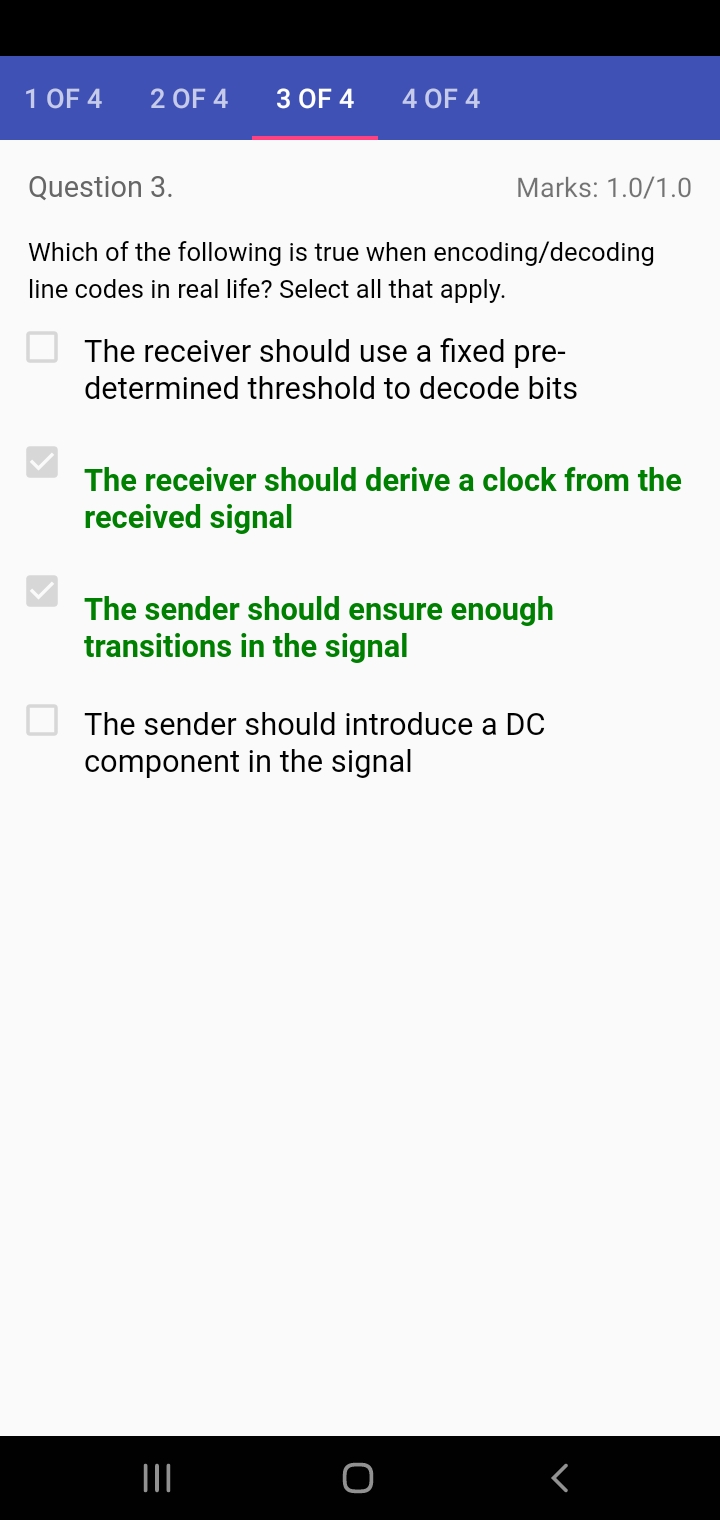 1 OF 4 2 OF 4 3 OF 4 4 OF 4
Question 3. Marks: 1.0/1.0
Which of the following is true when encoding/decoding
line codes in real life? Select all that apply.
The receiver should use a fixed pre-
determined threshold to decode bits
The receiver should derive a clock from the
received signal
The sender should ensure enough
transitions in the signal
The sender should introduce a DC
component in the signal